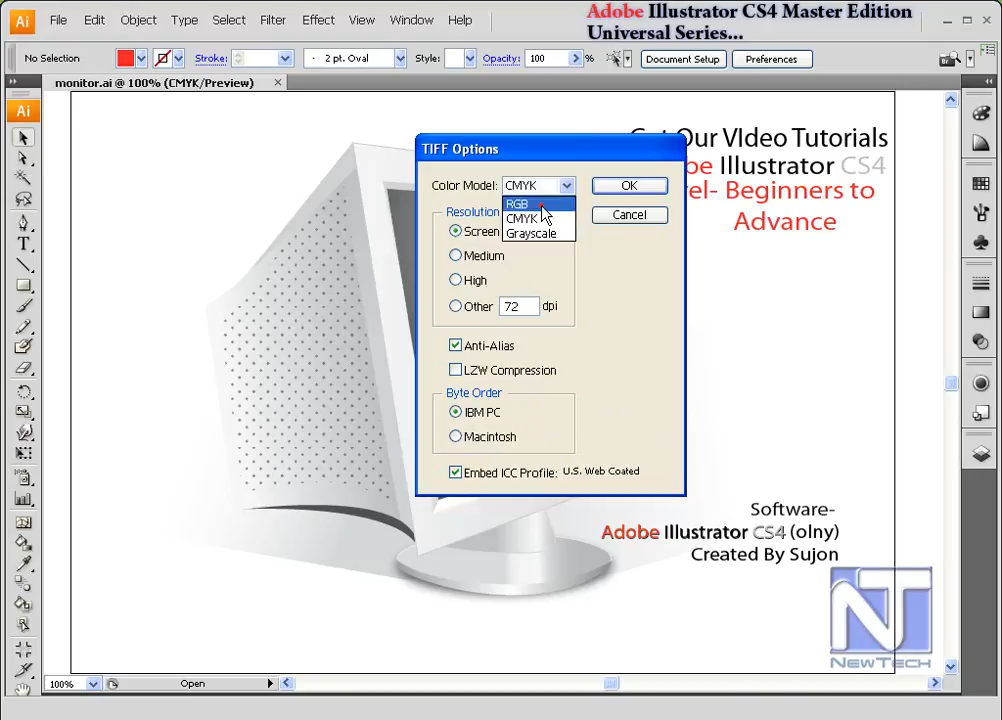 Ai File Edit Object Type Select Filter Effect View Window Help
Adobe Illustrator CS4 Master Edition
Universal Series...
No Selection Stroke: 2 pt. Oval Style: Opacity: 100 % Document Setup Preferences
monitor.ai @ 100% (CMYK/Preview)
Ai
TIFF Options
Our VIdeo Tutorials
Illustrator CS4
Beginners to
Advance
Color Model: CMYK OK
RGB
CMYK
Grayscale
Cancel
Resolution
Screen
Medium
High
Other 72 dpi
Anti-Alias
LZW Compression
Byte Order
IBM PC
Macintosh
Embed ICC Profile: U.S. Web Coated
Software-
Adobe Illustrator CS4 (olny)
Created By Sujon
NT
NEWTECH
100% Open